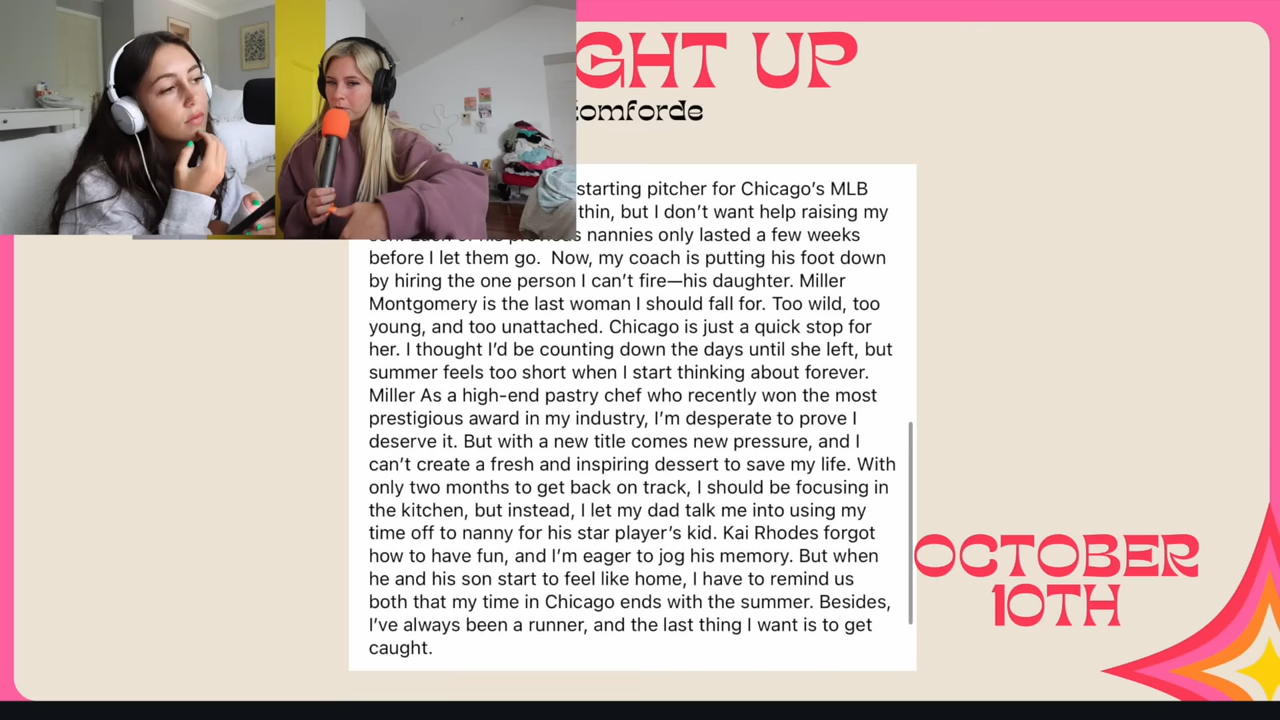 GHT UP
omforde
starting pitcher for Chicago’s MLB
thin, but I don’t want help raising my
nannies only lasted a few weeks
before I let them go.  Now, my coach is putting his foot down
by hiring the one person I can’t fire—his daughter. Miller
Montgomery is the last woman I should fall for. Too wild, too
young, and too unattached. Chicago is just a quick stop for
her. I thought I’d be counting down the days until she left, but
summer feels too short when I start thinking about forever.
Miller As a high-end pastry chef who recently won the most
prestigious award in my industry, I’m desperate to prove I
deserve it. But with a new title comes new pressure, and I
can’t create a fresh and inspiring dessert to save my life. With
only two months to get back on track, I should be focusing in
the kitchen, but instead, I let my dad talk me into using my
time off to nanny for his star player’s kid. Kai Rhodes forgot
how to have fun, and I’m eager to jog his memory. But when
he and his son start to feel like home, I have to remind us
both that my time in Chicago ends with the summer. Besides,
I’ve always been a runner, and the last thing I want is to get
caught.
OCTOBER
10TH